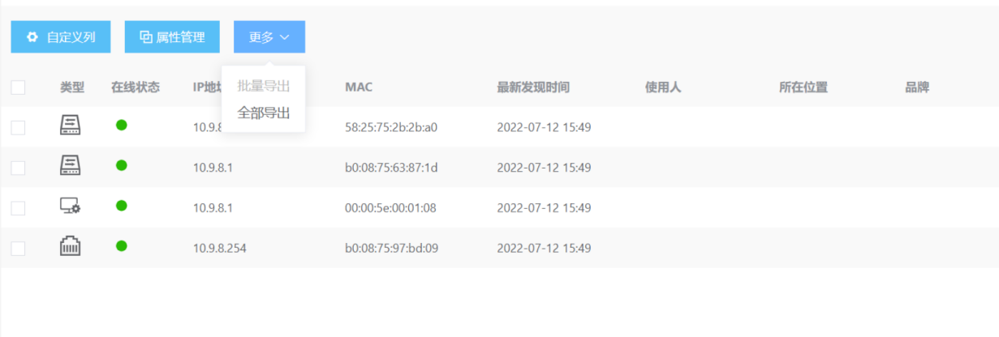 自定义列 属性管理 更多
批量导出
全部导出
类型 在线状态 IP地 MAC 最新发现时间 使用人 所在位置 品牌
10.9.8 58:25:75:2b:2b:a0 2022-07-12 15:49
10.9.8.1 b0:08:75:63:87:1d 2022-07-12 15:49
10.9.8.1 00:00:5e:00:01:08 2022-07-12 15:49
10.9.8.254 b0:08:75:97:bd:09 2022-07-12 15:49